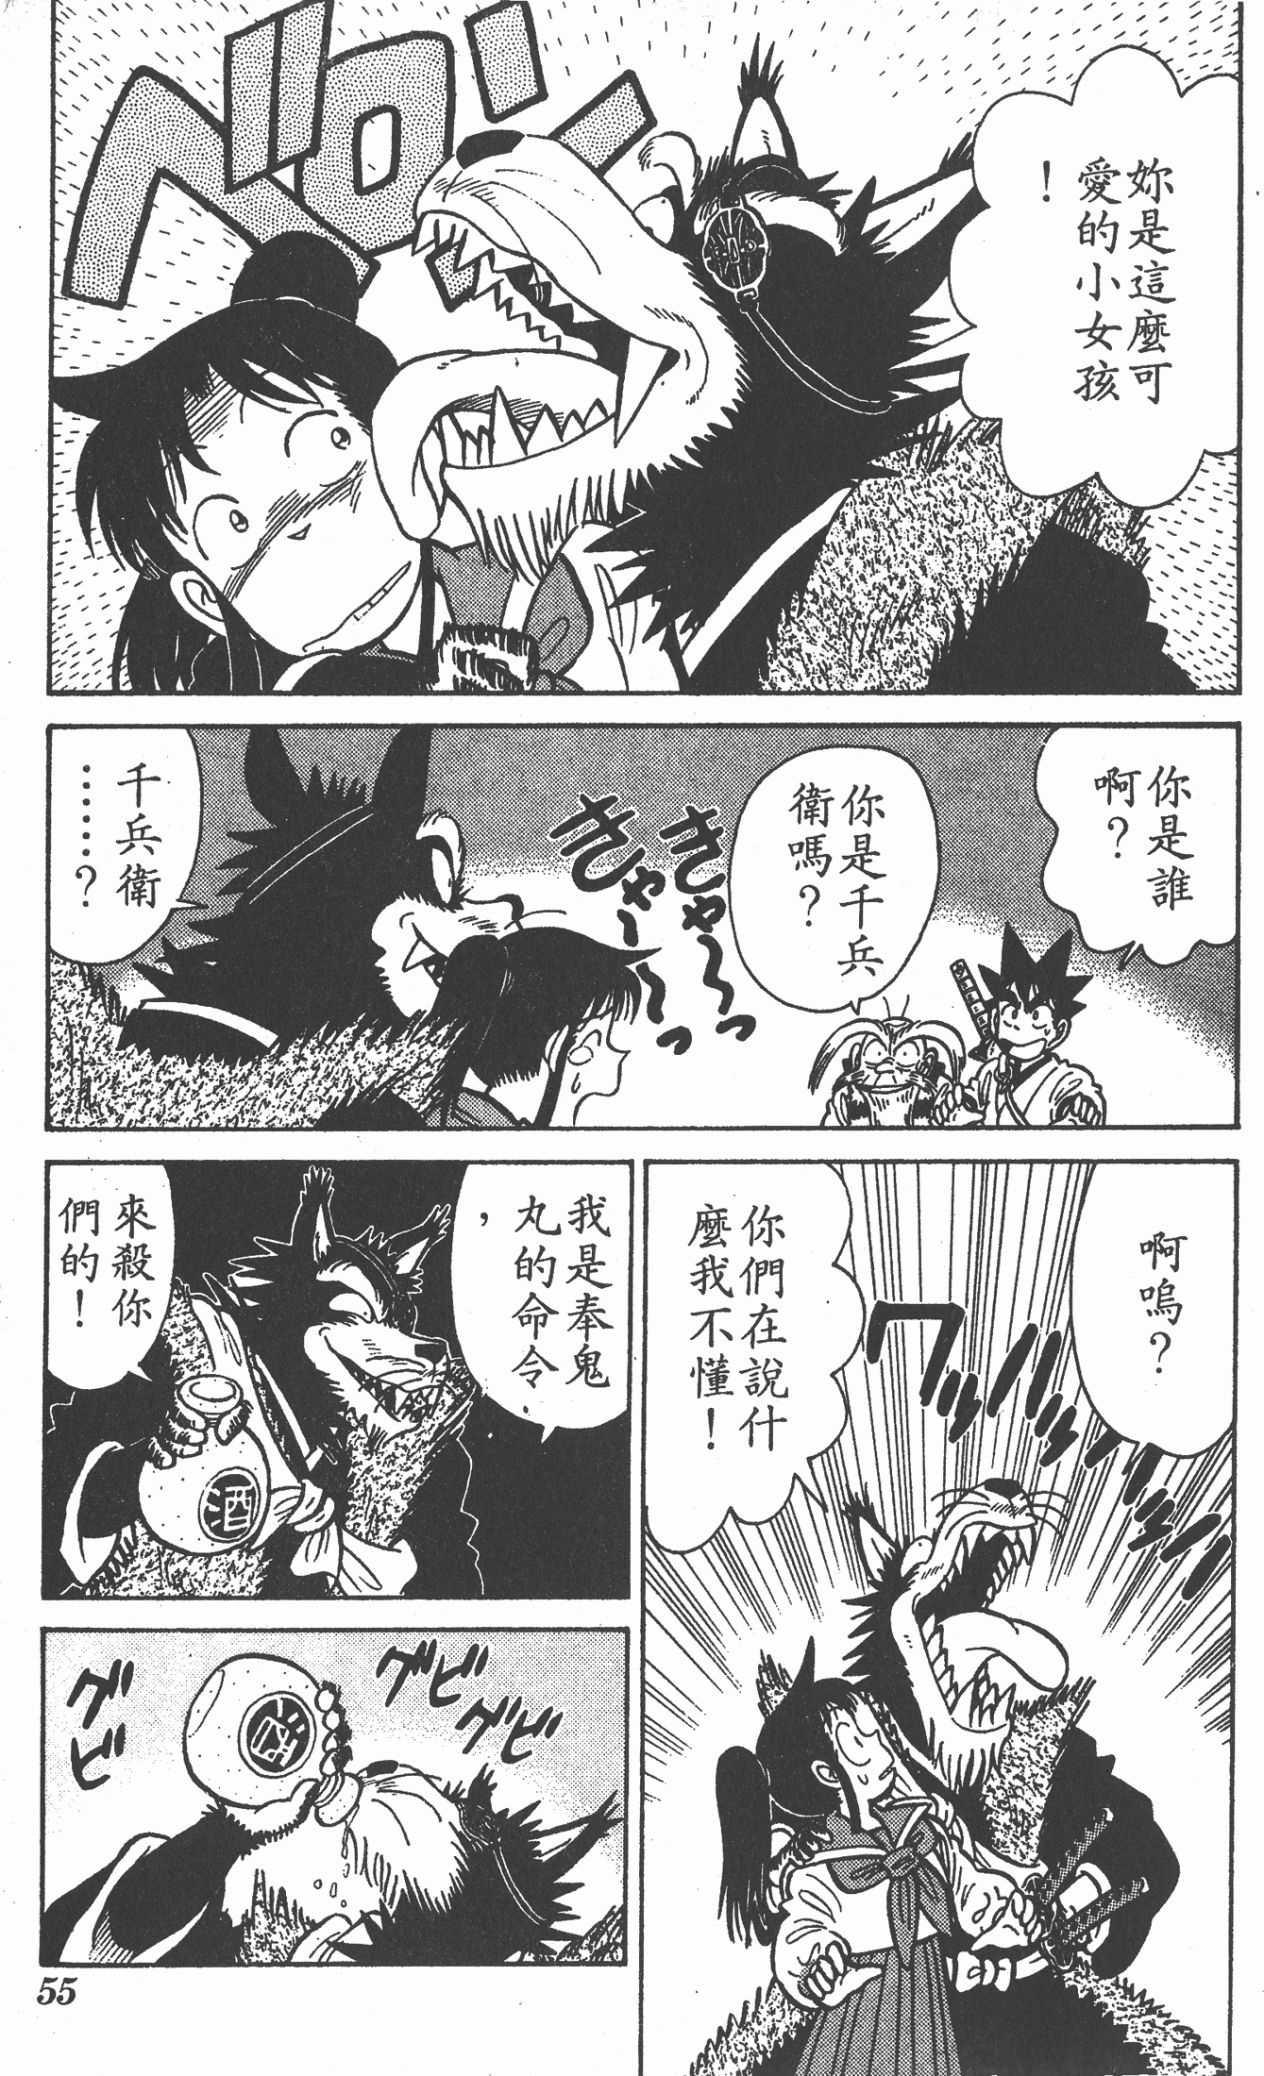 妳是這麼可
愛的小女孩
！
ベロン
你是誰
啊？
你是千兵
衛嗎？
きゃ～～っ
きゃ～～っ
千兵衛
……？
啊嗚？
你們在說什
麼我不懂！
我是奉鬼
丸的命令
，
來殺你
們的！
酒
グビ
グビ
グビ
酒
55